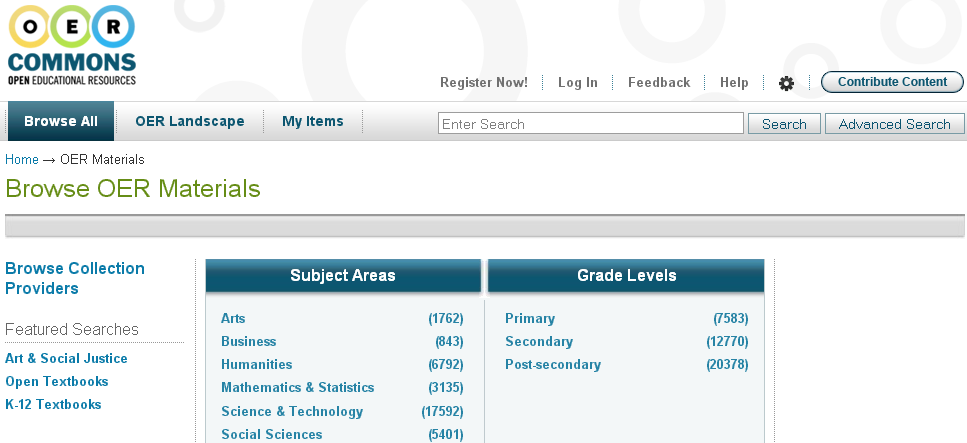 OER
COMMONS
OPEN EDUCATIONAL RESOURCES
Register Now!
Log In
Feedback
Help
Contribute Content
Browse All
OER Landscape
My Items
Enter Search
Search
Advanced Search
Home → OER Materials
Browse OER Materials
Browse Collection
Providers
Featured Searches
Art & Social Justice
Open Textbooks
K-12 Textbooks
Subject Areas
Arts (1762)
Business (843)
Humanities (6792)
Mathematics & Statistics (3135)
Science & Technology (17592)
Social Sciences (5401)
Grade Levels
Primary (7583)
Secondary (12770)
Post-secondary (20378)